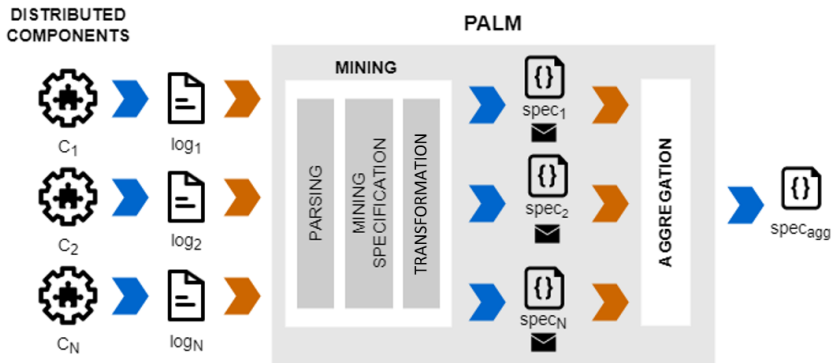 DISTRIBUTED
COMPONENTS
PALM
MINING
C1
log1
PARSING
MINING
SPECIFICATION
TRANSFORMATION
{}
spec1
C2
log2
{}
spec2
AGGREGATION
{}
specagg
CN
logN
{}
specN